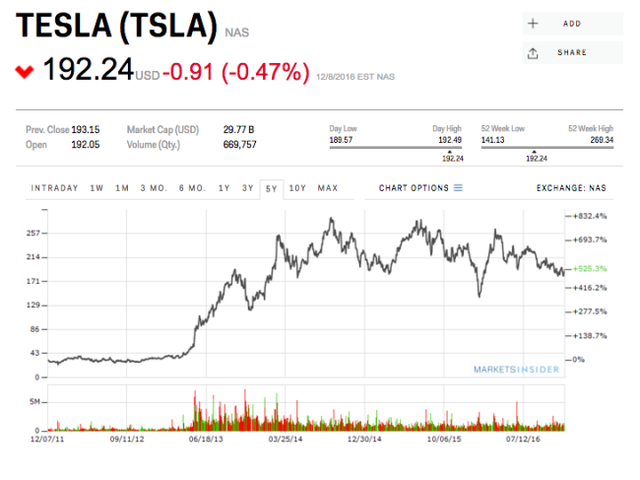 TESLA (TSLA) NAS
ADD
SHARE
192.24 USD -0.91 (-0.47%) 12/8/2016 EST NAS
Prev. Close 193.15 Market Cap (USD) 29.77 B Day Low Day High 52 Week Low 52 Week High
Open 192.05 Volume (Qty.) 669,757 189.57 192.49 141.13 269.34
192.24 192.24
INTRADAY 1W 1M 3 MO. 6 MO. 1Y 3Y 5Y 10Y MAX CHART OPTIONS EXCHANGE: NAS
+832.4%
257 +693.7%
214 +525.3%
171 +416.2%
129 +277.5%
86 +138.7%
43 +0%
MARKETS INSIDER
0
5M
0
12/07/11 09/11/12 06/18/13 03/25/14 12/30/14 10/06/15 07/12/16